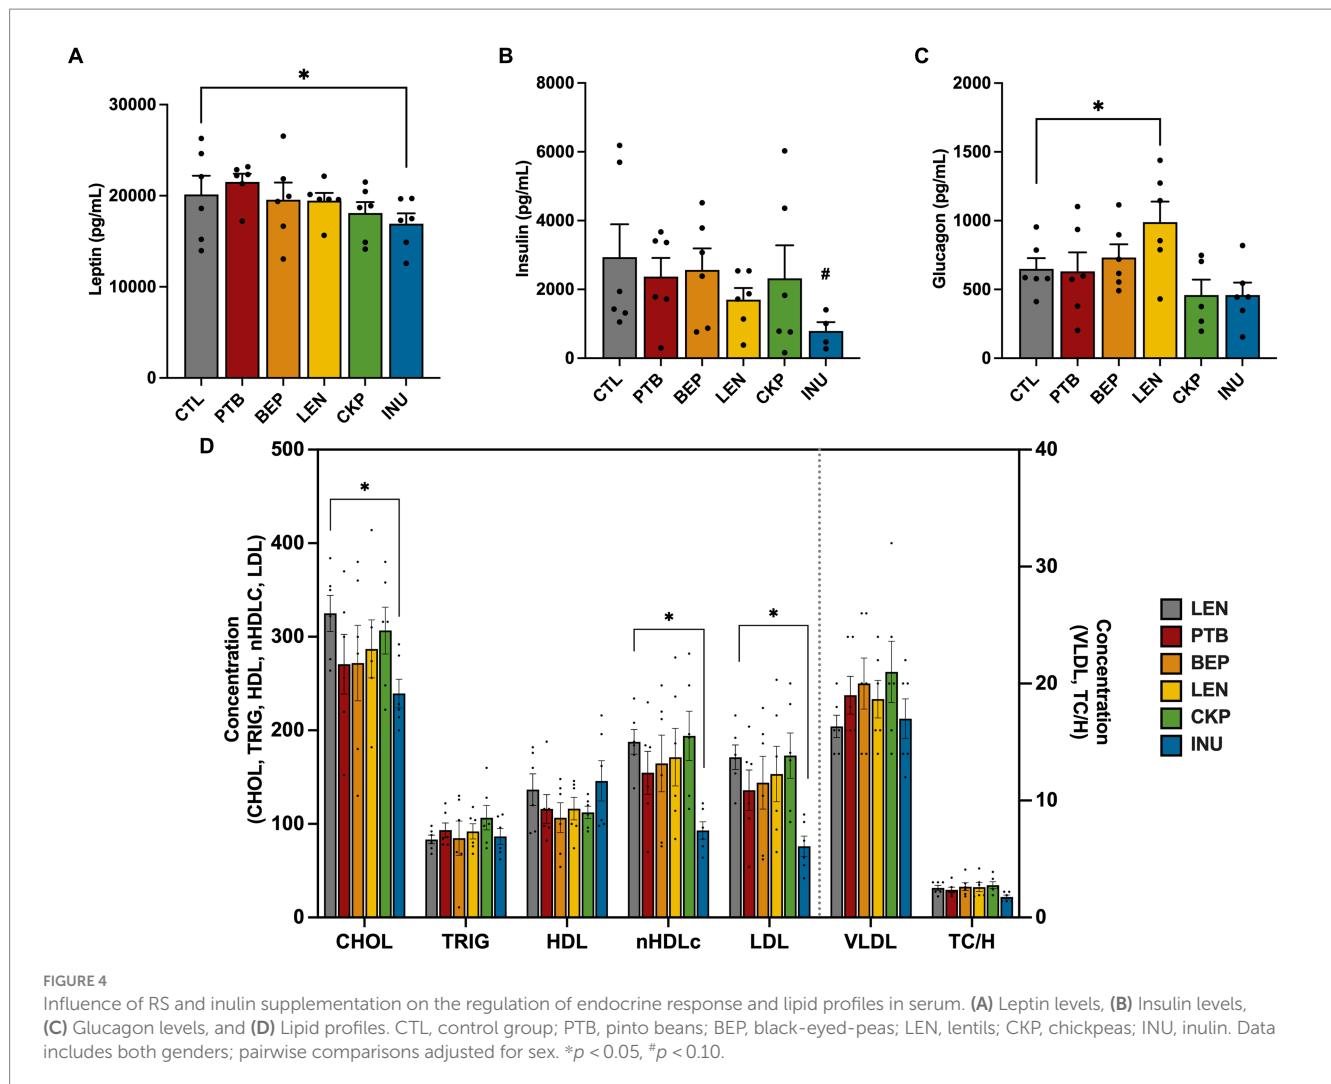 A
*
30000
20000
10000
0
Leptin (pg/mL)
CTL
PTB
BEP
LEN
CKP
INU
B
8000
6000
4000
2000
0
Insulin (pg/mL)
#
CTL
PTB
BEP
LEN
CKP
INU
C
2000
1500
1000
500
0
Glucagon (pg/mL)
*
CTL
PTB
BEP
LEN
CKP
INU
D
500
400
300
200
100
0
Concentration
(CHOL, TRIG, HDL, nHDLC, LDL)
*
*
*
40
30
20
10
0
Concentration
(VLDL, TC/H)
CHOL
TRIG
HDL
nHDLc
LDL
VLDL
TC/H
LEN
PTB
BEP
LEN
CKP
INU
FIGURE 4
Influence of RS and inulin supplementation on the regulation of endocrine response and lipid profiles in serum. (A) Leptin levels, (B) Insulin levels,
(C) Glucagon levels, and (D) Lipid profiles. CTL, control group; PTB, pinto beans; BEP, black-eyed-peas; LEN, lentils; CKP, chickpeas; INU, inulin. Data
includes both genders; pairwise comparisons adjusted for sex. *p < 0.05, #p < 0.10.